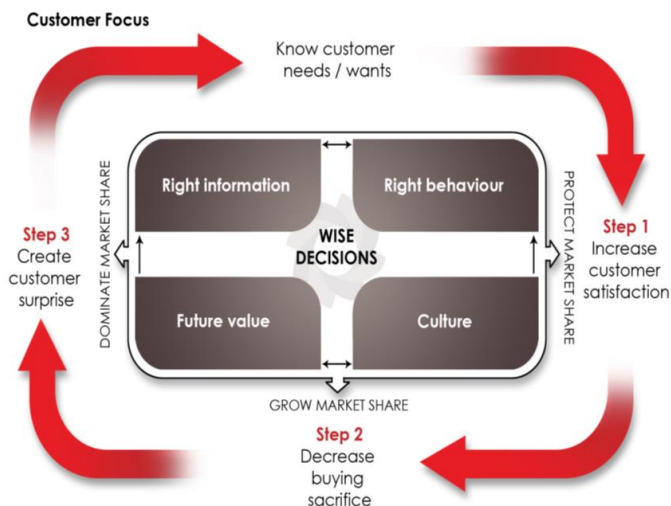 Customer Focus
Know customer
needs / wants
Right information
Right behaviour
WISE
DECISIONS
Future value
Culture
PROTECT MARKET SHARE
Step 1
Increase
customer
satisfaction
GROW MARKET SHARE
Step 2
Decrease
buying
sacrifice
DOMINATE MARKET SHARE
Step 3
Create
customer
surprise